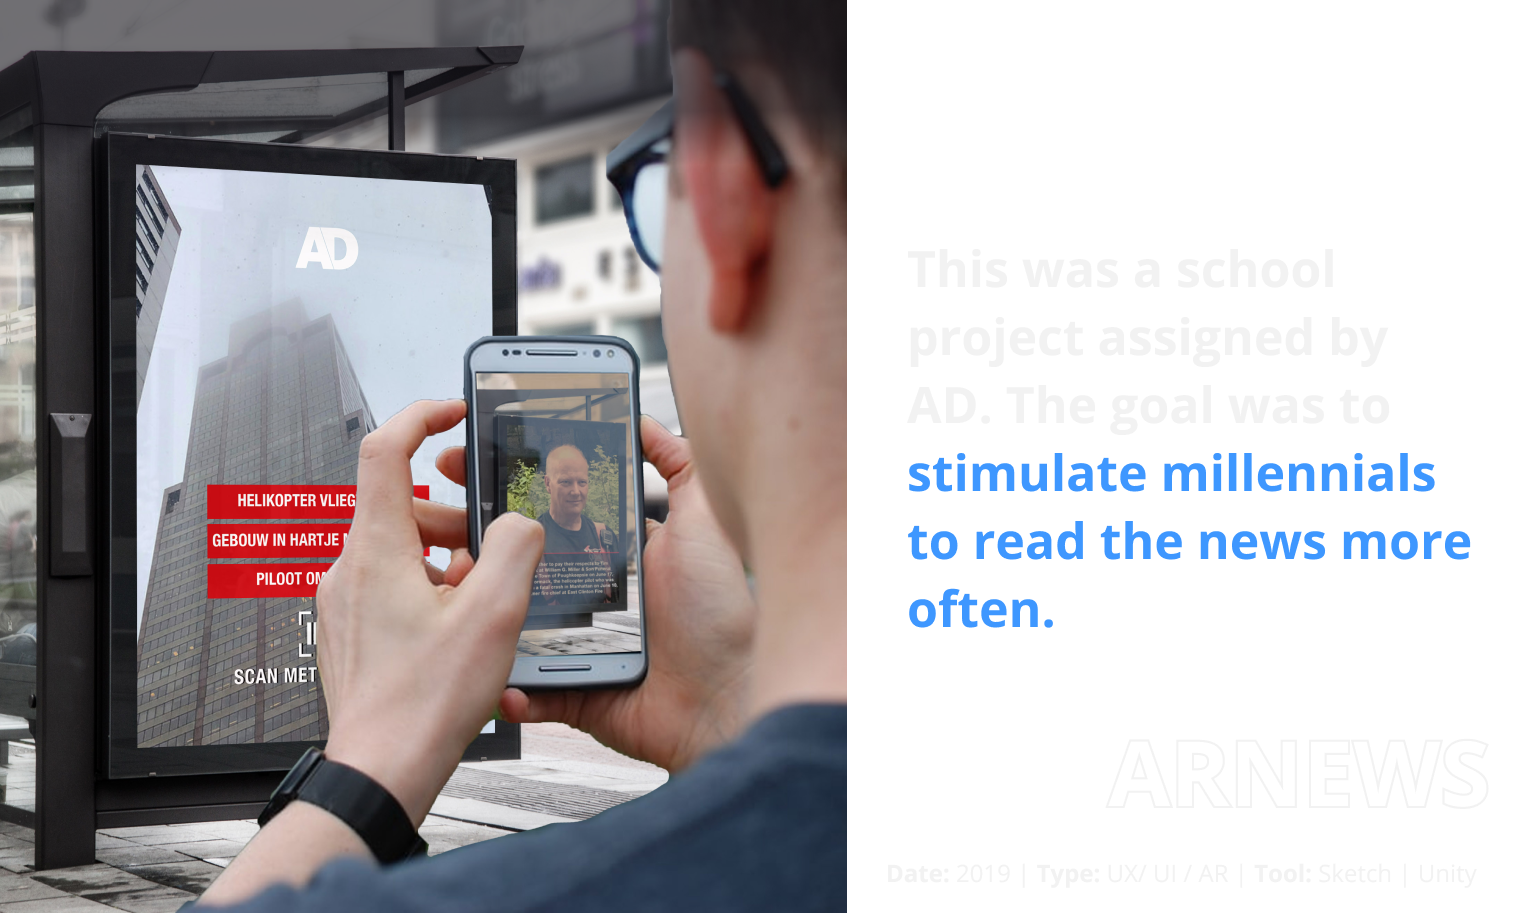 AD
HELIKOPTER VLIEG
GEBOUW IN HARTJE
PILOOT OM
SCAN MET
This was a school
project assigned by
AD. The goal was to
stimulate millennials
to read the news more
often.
ARNEWS
Date: 2019 | Type: UX/ UI / AR | Tool: Sketch | Unity